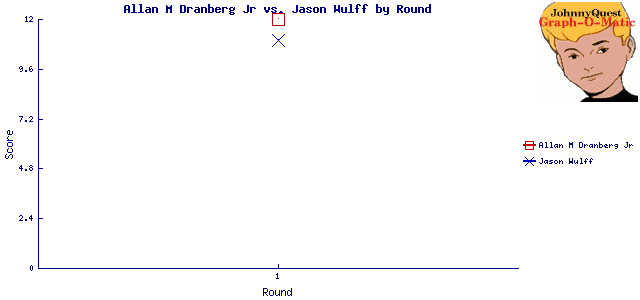 Allan M Dranberg Jr vs. Jason Wulff by Round
JohnnyQuest
Graph-O-Matic
12
9.6
7.2
4.8
2.4
0
Score
1
Round
Allan M Dranberg Jr
Jason Wulff